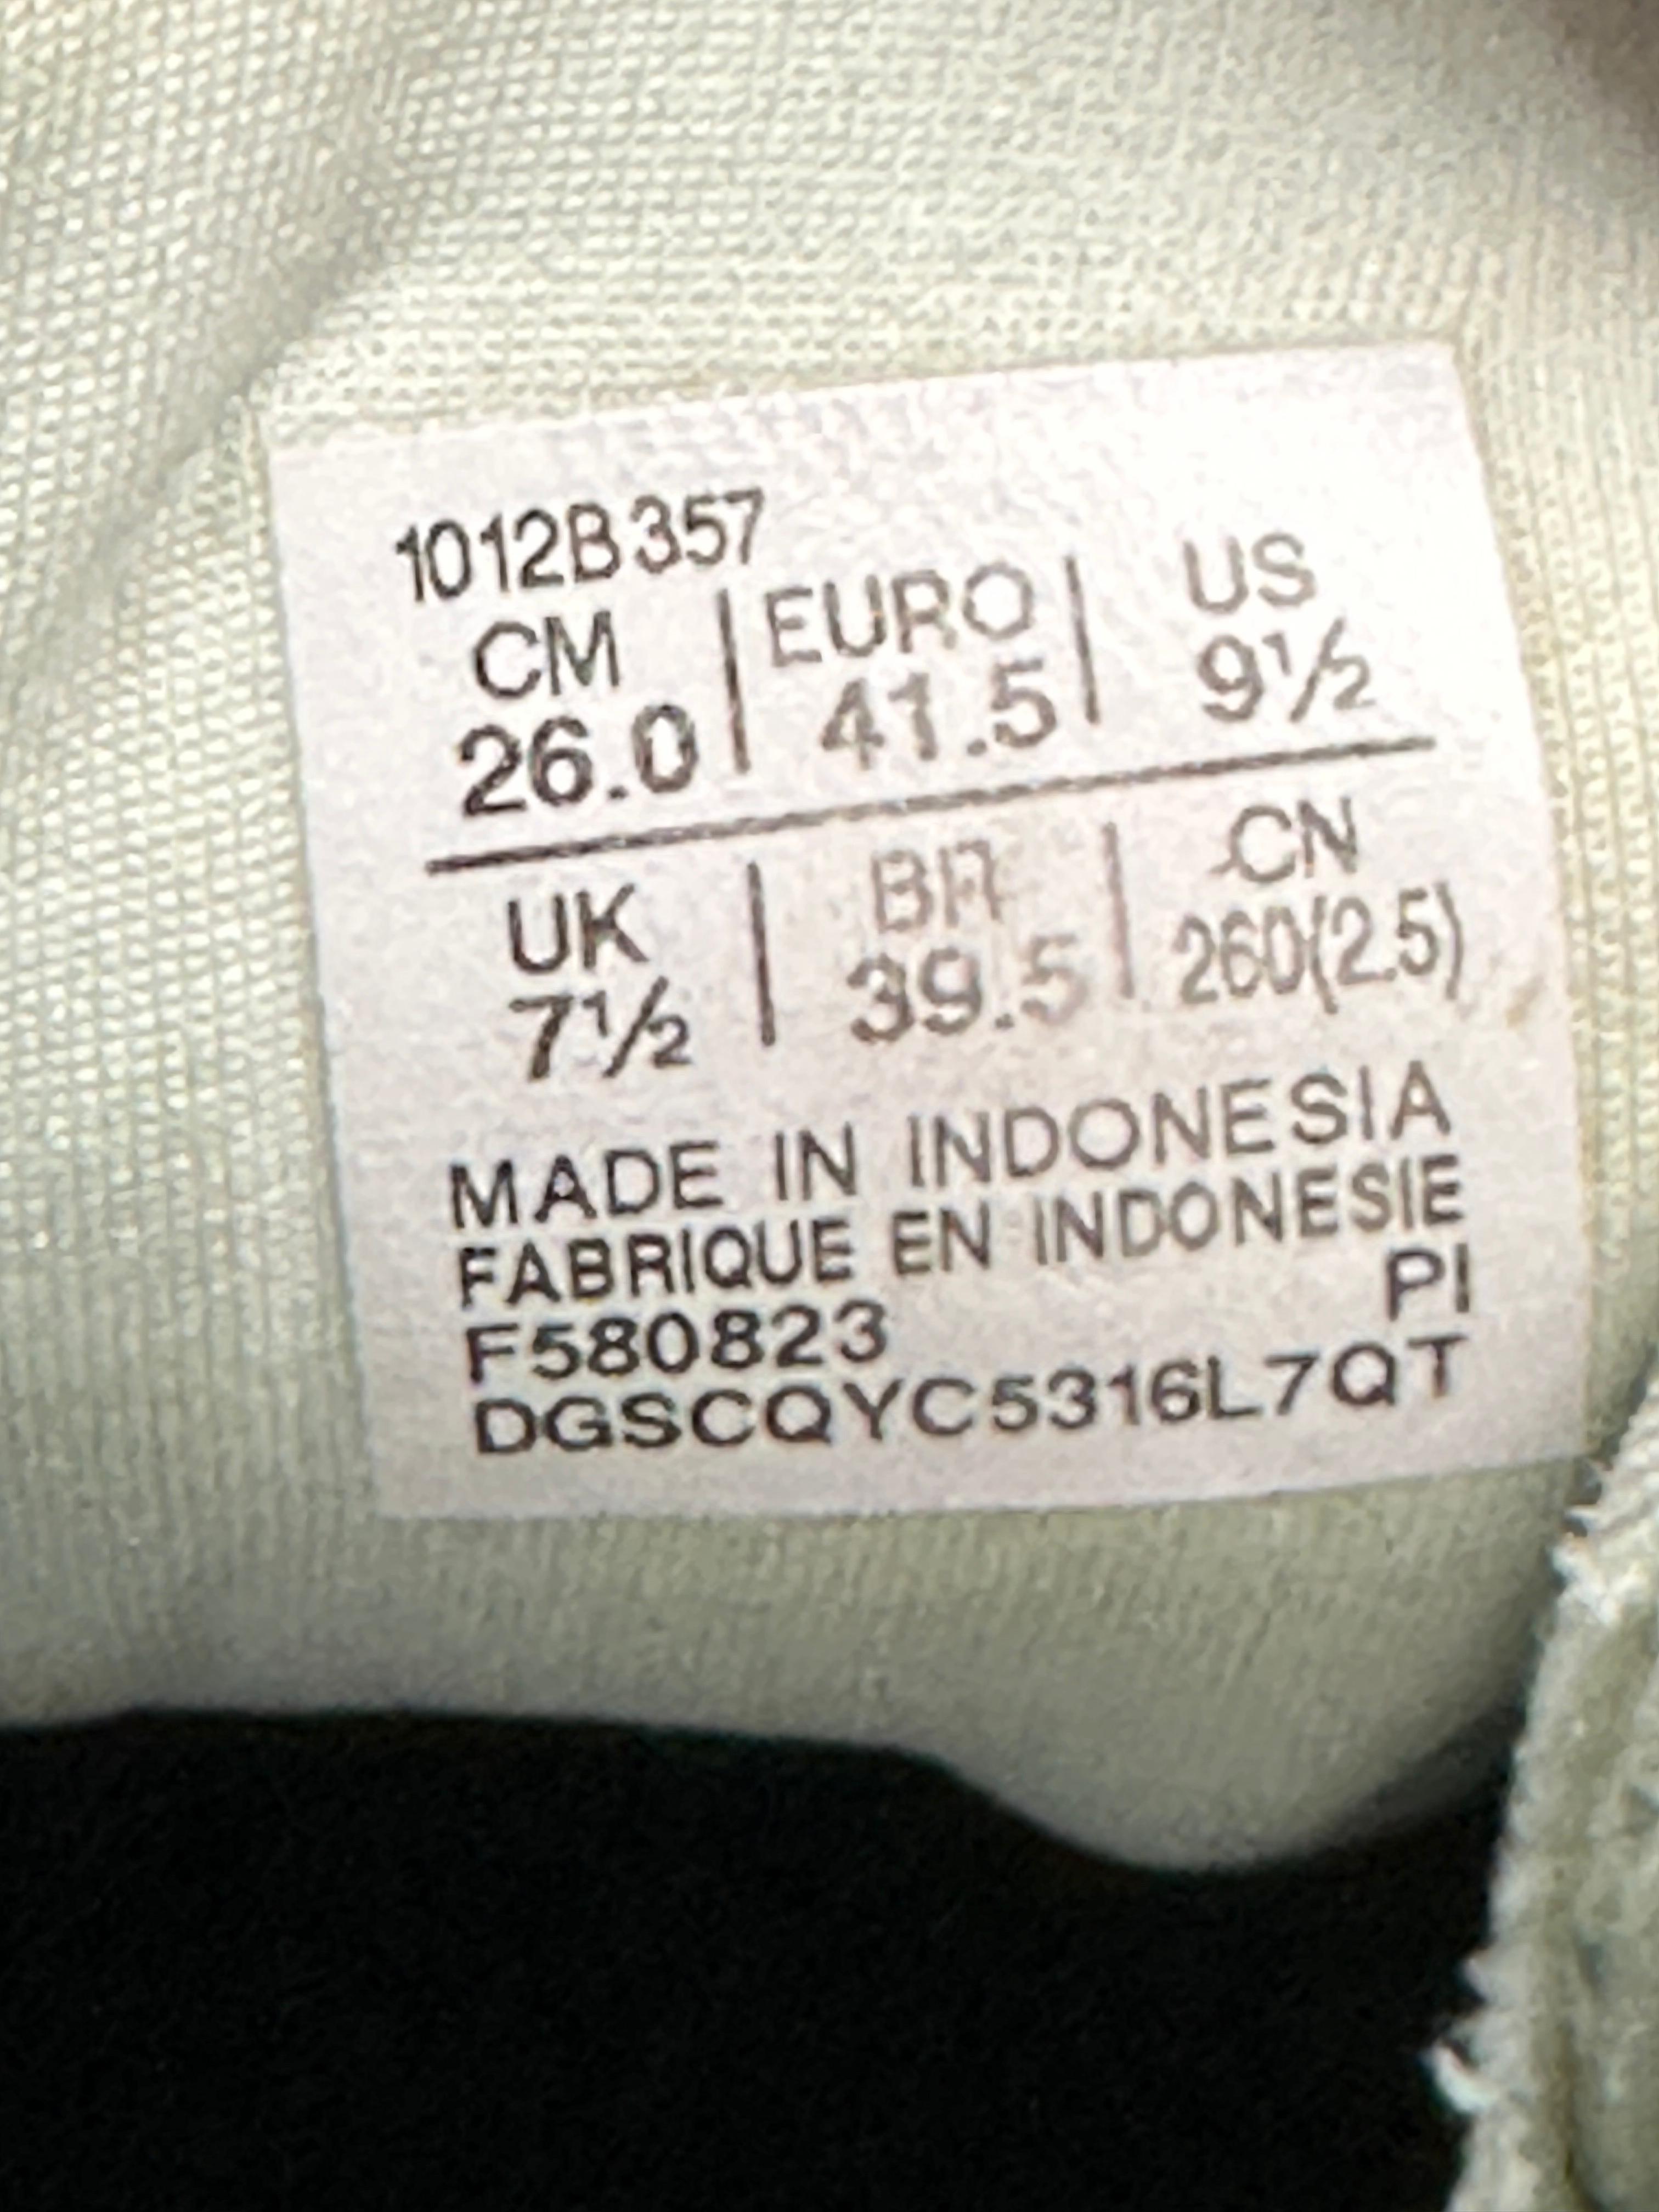 1012B357
CM | EURO | US
26.0 | 41.5 | 9½
UK | BR | CN
7½ | 39.5 | 260(2.5)
MADE IN INDONESIA
FABRIQUE EN INDONESIE
PI
F580823
DGSCQYC5316L7QT